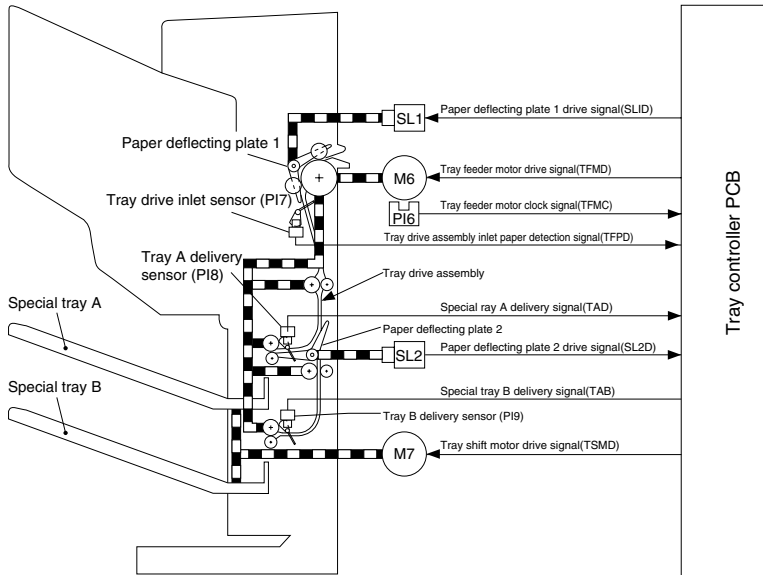 SL1
Paper deflecting plate 1 drive signal(SLID)
Paper deflecting plate 1
M6
Tray feeder motor drive signal(TFMD)
Tray drive inlet sensor (PI7)
PI6
Tray feeder motor clock signal(TFMC)
Tray drive assembly inlet paper detection signal(TFPD)
Tray A delivery
sensor (PI8)
Tray drive assembly
Special tray A
Special ray A delivery signal(TAD)
Paper deflecting plate 2
SL2
Paper deflecting plate 2 drive signal(SL2D)
Special tray B
Special tray B delivery signal(TAB)
Tray B delivery sensor (PI9)
M7
Tray shift motor drive signal(TSMD)
Tray controller PCB